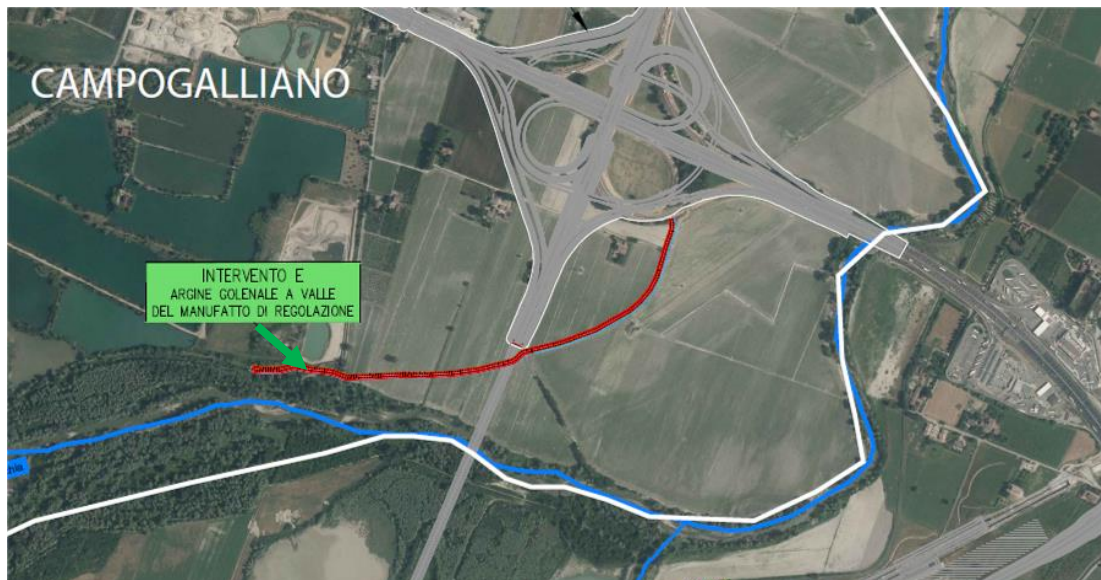 CAMPOGALLIANO
INTERVENTO E
ARGINE GOLENALE A VALLE
DEL MANUFATTO DI REGOLAZIONE